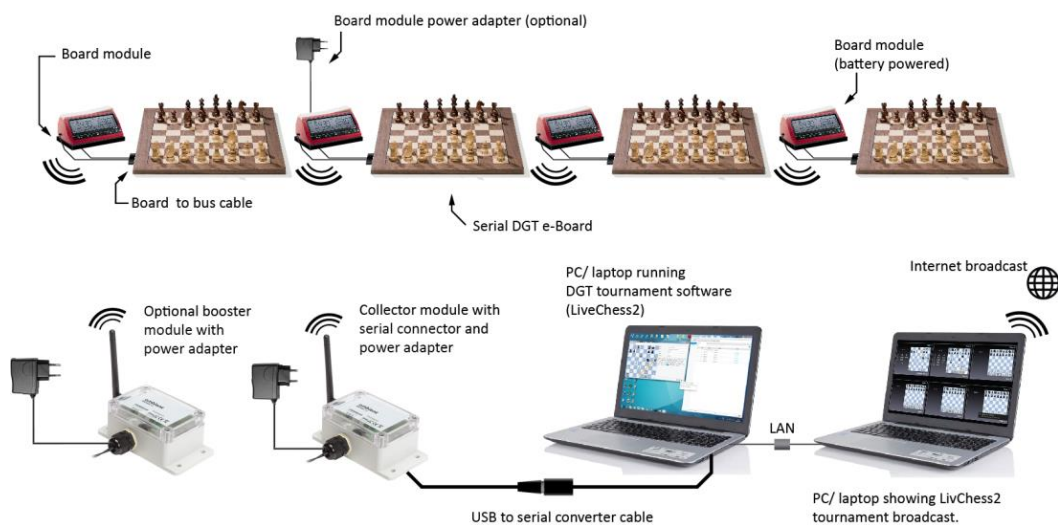 Board module power adapter (optional)
Board module
Board module
(battery powered)
Board to bus cable
Serial DGT e-Board
Internet broadcast
PC/ laptop running
DGT tournament software
(LiveChess2)
Optional booster
module with
power adapter
Collector module with
serial connector and
power adapter
LAN
USB to serial converter cable
PC/ laptop showing LivChess2
tournament broadcast.